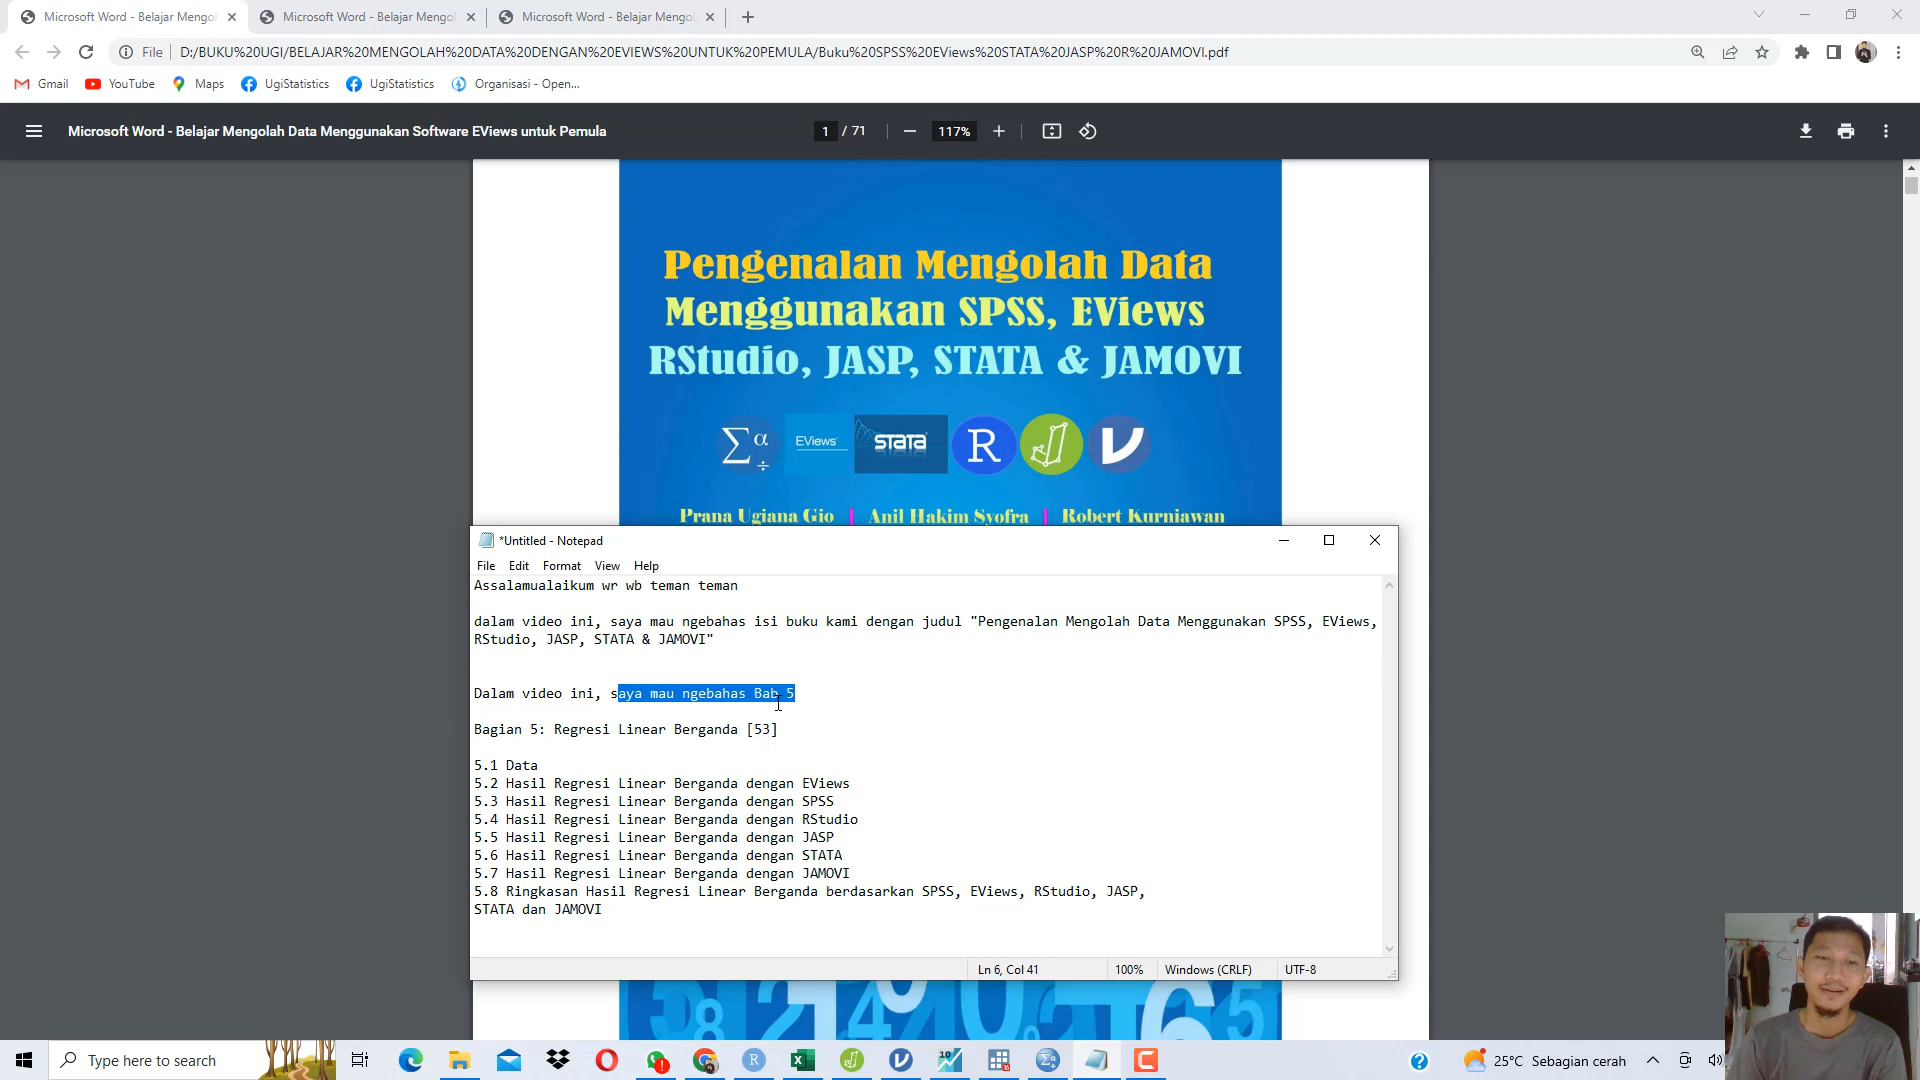 Microsoft Word - Belajar Mengol
Microsoft Word - Belajar Mengol
Microsoft Word - Belajar Mengol
File
D:/BUKU%20UGI/BELAJAR%20MENGOLAH%20DATA%20DENGAN%20EVIEWS%20UNTUK%20PEMULA/Buku%20SPSS%20EViews%20STATA%20JASP%20R%20JAMOVI.pdf
Gmail
YouTube
Maps
UgiStatistics
UgiStatistics
Organisasi - Open...
Microsoft Word - Belajar Mengolah Data Menggunakan Software EViews untuk Pemula
1 / 71
117%
Pengenalan Mengolah Data
Menggunakan SPSS, EViews
RStudio, JASP, STATA & JAMOVI
Σ α ÷
EViews
STATA
R
Prana Ugiana Gio | Anil Hakim Syofra | Robert Kurniawan
*Untitled - Notepad
File Edit Format View Help
Assalamualaikum wr wb teman teman
dalam video ini, saya mau ngebahas isi buku kami dengan judul "Pengenalan Mengolah Data Menggunakan SPSS, EViews,
RStudio, JASP, STATA & JAMOVI"
Dalam video ini, saya mau ngebahas Bab 5
Bagian 5: Regresi Linear Berganda [53]
5.1 Data
5.2 Hasil Regresi Linear Berganda dengan EViews
5.3 Hasil Regresi Linear Berganda dengan SPSS
5.4 Hasil Regresi Linear Berganda dengan RStudio
5.5 Hasil Regresi Linear Berganda dengan JASP
5.6 Hasil Regresi Linear Berganda dengan STATA
5.7 Hasil Regresi Linear Berganda dengan JAMOVI
5.8 Ringkasan Hasil Regresi Linear Berganda berdasarkan SPSS, EViews, RStudio, JASP,
STATA dan JAMOVI
Ln 6, Col 41
100%
Windows (CRLF)
UTF-8
Type here to search
25°C Sebagian cerah